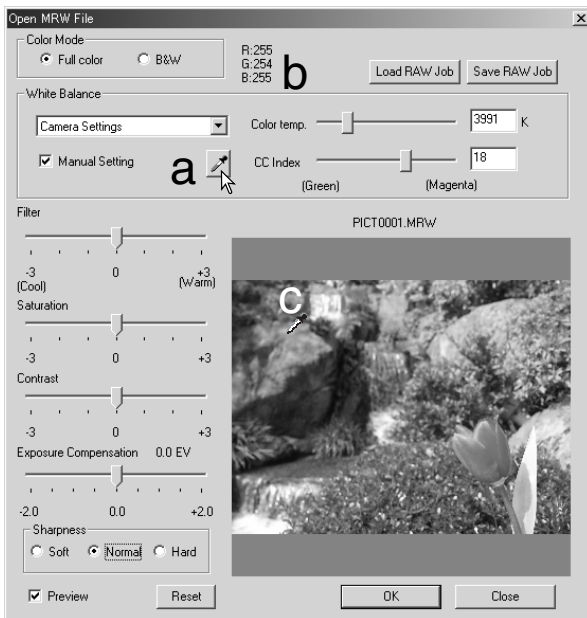 Open MRW File
Color Mode
Full color
B&W
R:255
G:254
B:255
b
Load RAW Job
Save RAW Job
White Balance
Camera Settings
Color temp.
3991
K
Manual Setting
a
CC Index
18
(Green)
(Magenta)
Filter
-3
0
+3
(Cool)
(Warm)
PICT0001.MRW
c
Saturation
-3
0
+3
Contrast
-3
0
+3
Exposure Compensation
0.0 EV
-2.0
0.0
+2.0
Sharpness
Soft
Normal
Hard
Preview
Reset
OK
Close